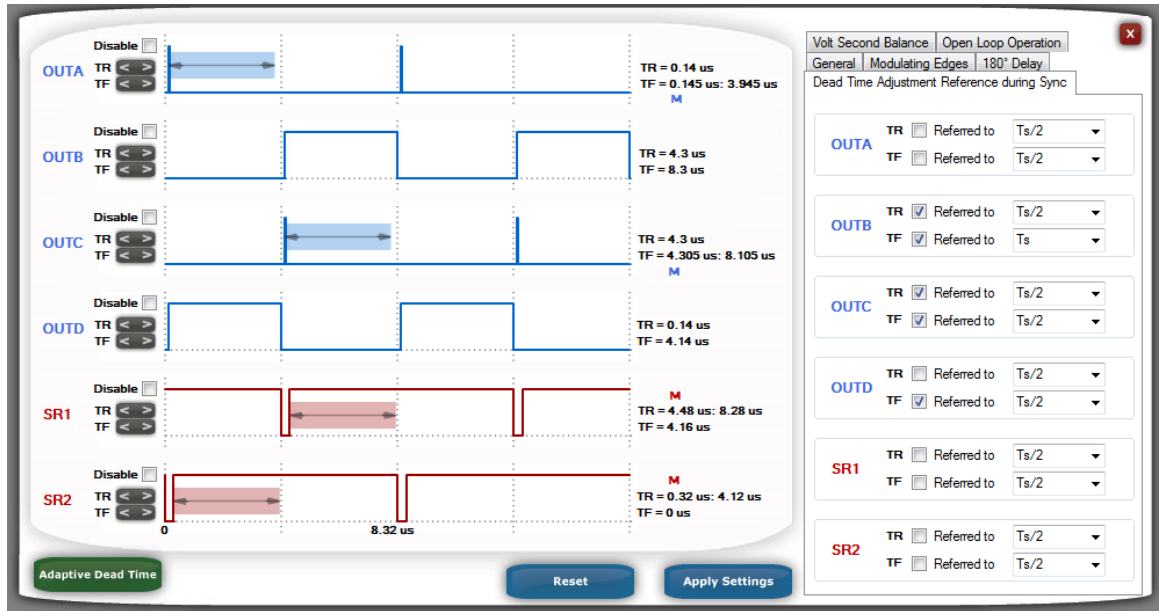 Disable
OUTA
TR < >
TF < >
TR = 0.14 us
TF = 0.145 us: 3.945 us
M
Disable
OUTB
TR < >
TF < >
TR = 4.3 us
TF = 8.3 us
Disable
OUTC
TR < >
TF < >
TR = 4.3 us
TF = 4.305 us: 8.105 us
M
Disable
OUTD
TR < >
TF < >
TR = 0.14 us
TF = 4.14 us
Disable
SR1
TR < >
TF < >
M
TR = 4.48 us: 8.28 us
TF = 4.16 us
Disable
SR2
TR < >
TF < >
M
TR = 0.32 us: 4.12 us
TF = 0 us
0
8.32 us
Adaptive Dead Time
Reset
Apply Settings
X
Volt Second Balance
Open Loop Operation
General
Modulating Edges
180° Delay
Dead Time Adjustment Reference during Sync
OUTA
TR Referred to Ts/2
TF Referred to Ts/2
OUTB
TR Referred to Ts/2
TF Referred to Ts
OUTC
TR Referred to Ts/2
TF Referred to Ts/2
OUTD
TR Referred to Ts/2
TF Referred to Ts/2
SR1
TR Referred to Ts/2
TF Referred to Ts/2
SR2
TR Referred to Ts/2
TF Referred to Ts/2